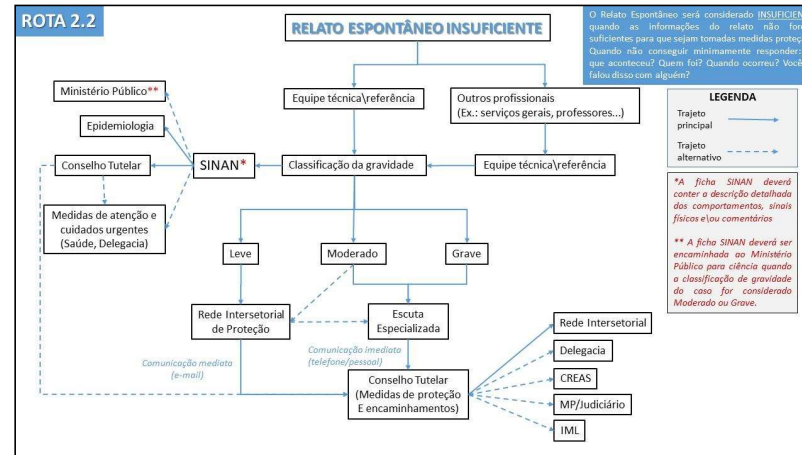 ROTA 2.2
RELATO ESPONTÂNEO INSUFICIENTE
O Relato Espontâneo será considerado
quando as informações do relato não
suficientes para que sejam tomadas medidas
Quando não conseguir minimamente responder:
que aconteceu? Quem foi? Quando ocorreu? Você
falou disso com alguém?
Ministério Público**
Equipe técnica\referência
Outros profissionais
(Ex.: serviços gerais, professores...)
LEGENDA
Trajeto
principal
Trajeto
alternativo
Epidemiologia
Conselho Tutelar
SINAN*
Classificação da gravidade
Equipe técnica\referência
Medidas de atenção e
cuidados urgentes
(Saúde, Delegacia)
*A ficha SINAN deverá
conter a descrição detalhada
dos comportamentos, sinais
físicos e\ou comentários
** A ficha SINAN deverá ser
encaminhada ao Ministério
Público para ciência quando
a classificação de gravidade
do caso for considerado
Moderado ou Grave.
Leve
Moderado
Grave
Rede Intersetorial
de Proteção
Escuta
Especializada
Comunicação mediata
(e-mail)
Comunicação imediata
(telefone/pessoal)
Conselho Tutelar
(Medidas de proteção
E encaminhamentos)
Rede Intersetorial
Delegacia
CREAS
MP/Judiciário
IML